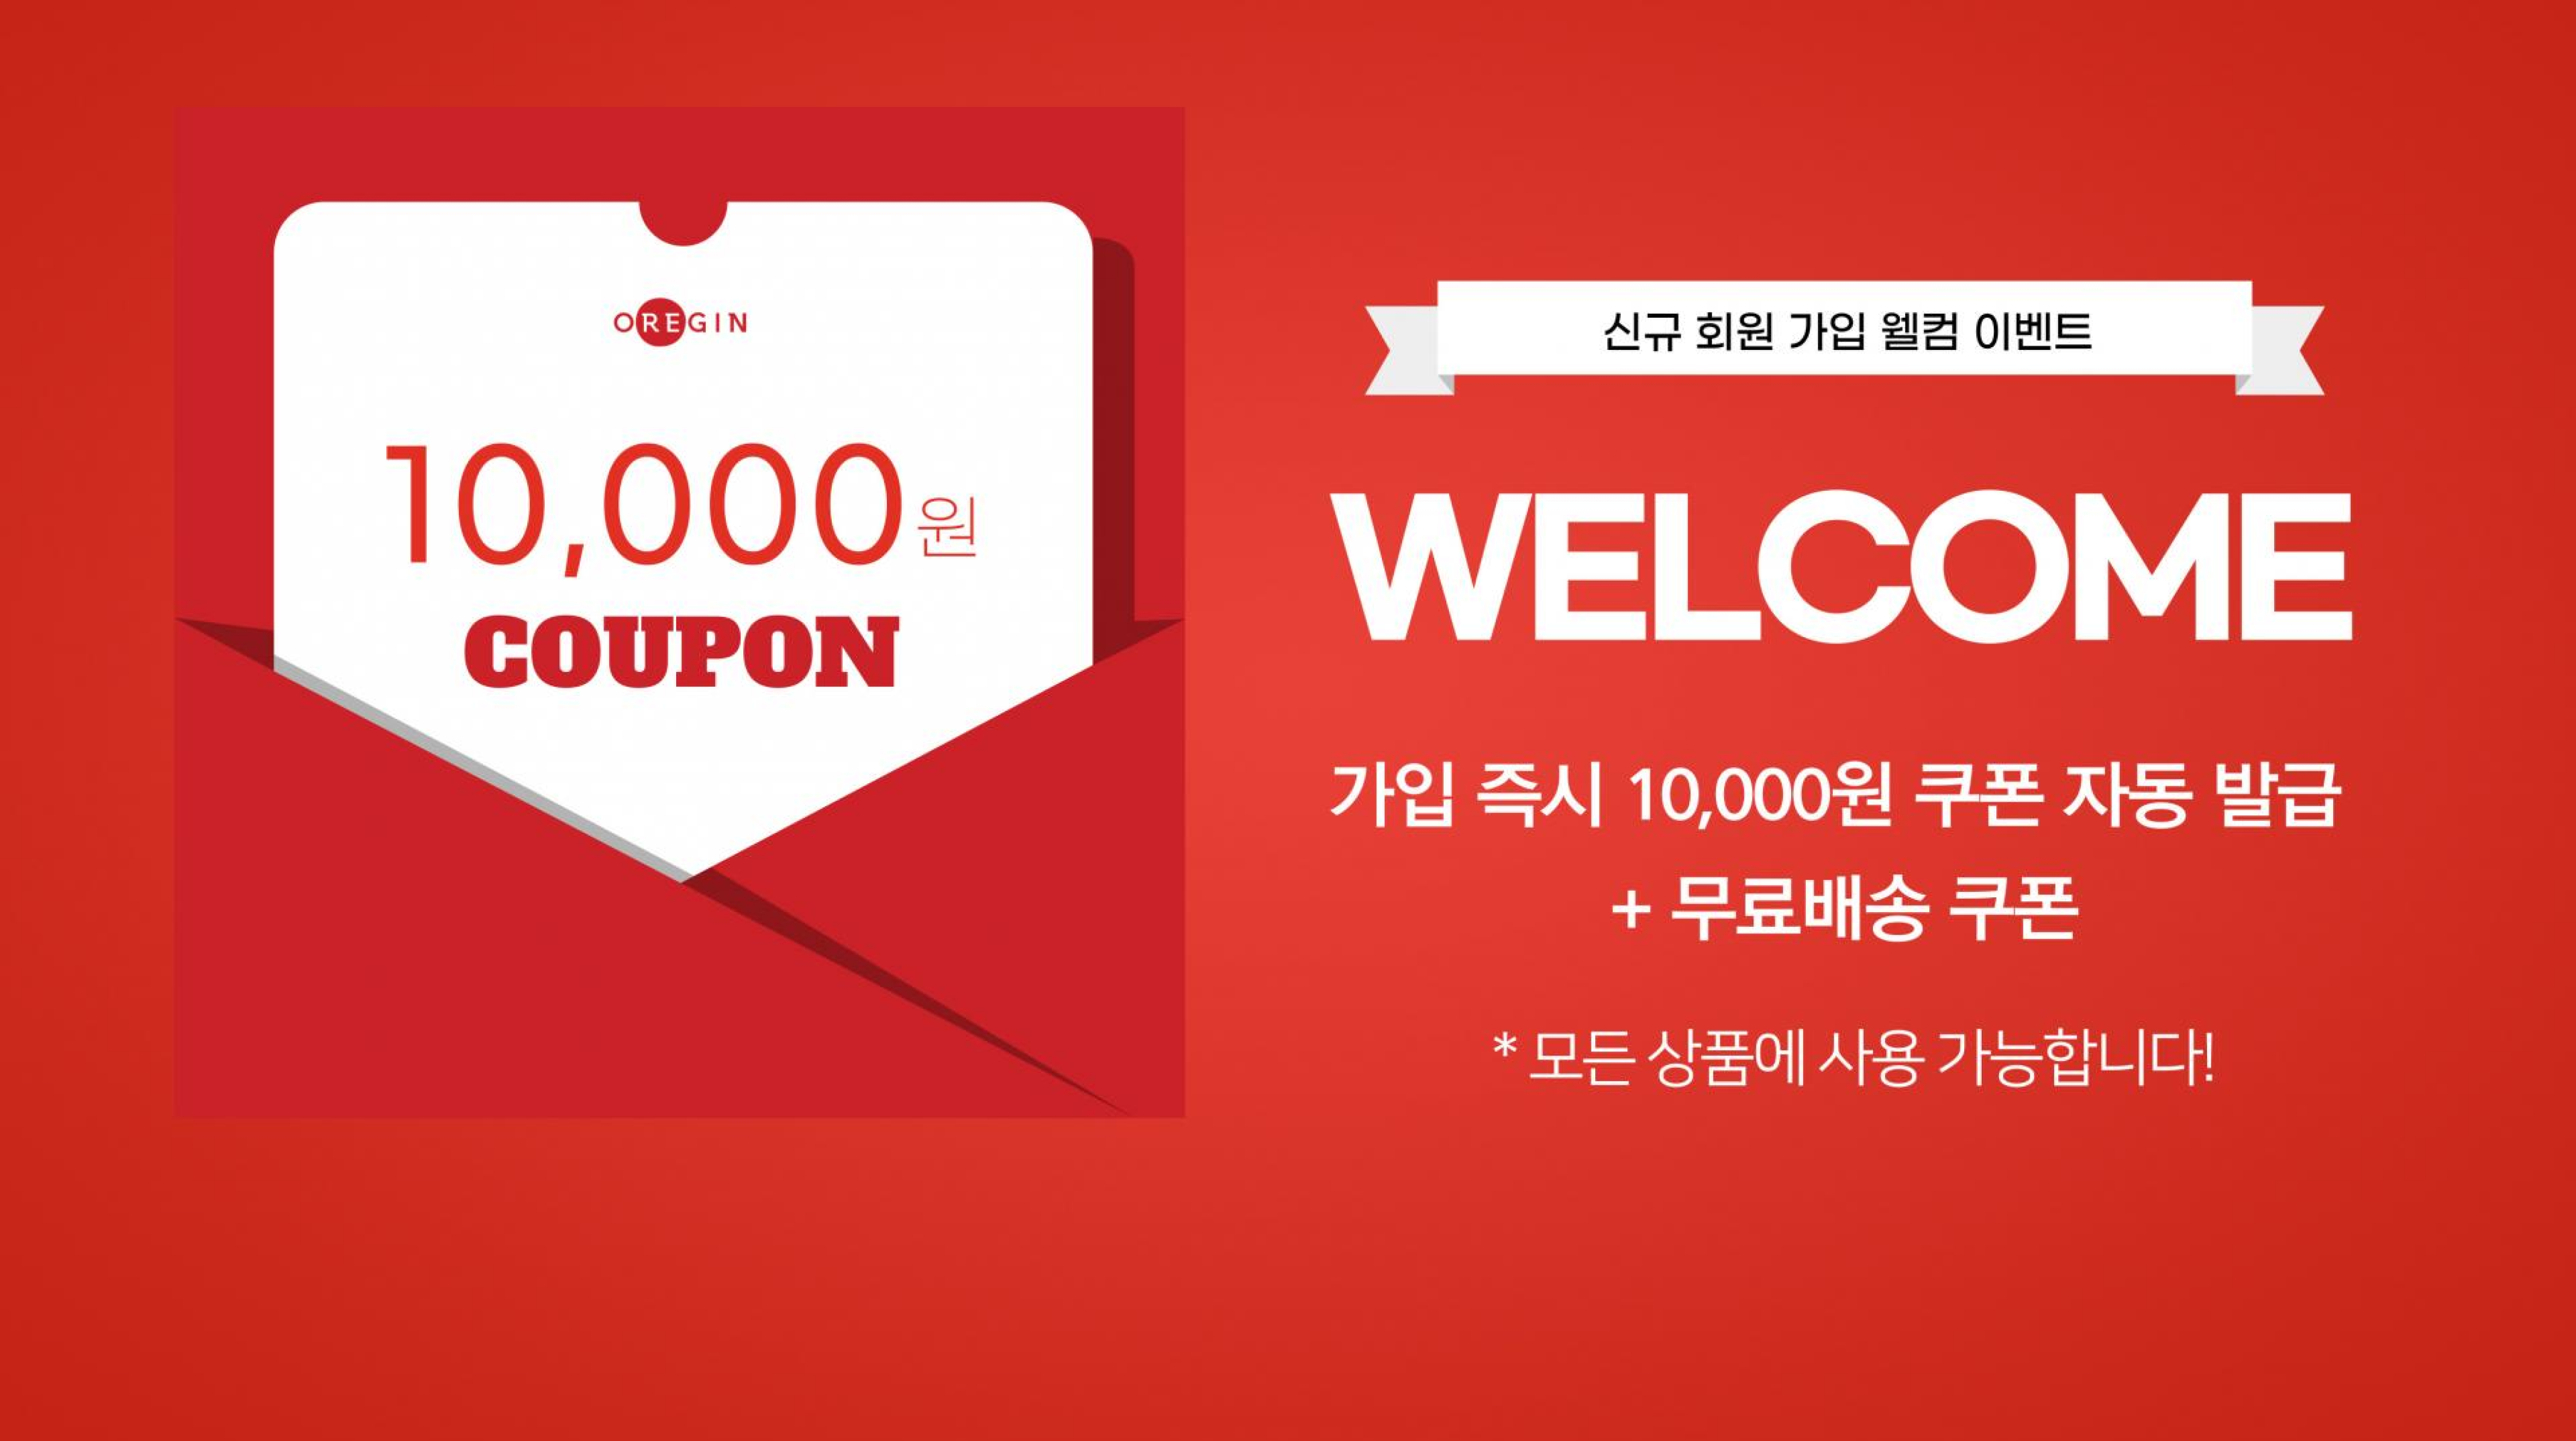 OREGIN
10,000원
COUPON
신규 회원 가입 웰컴 이벤트
WELCOME
가입 즉시 10,000원 쿠폰 자동 발급
+ 무료배송 쿠폰
* 모든 상품에 사용 가능합니다!